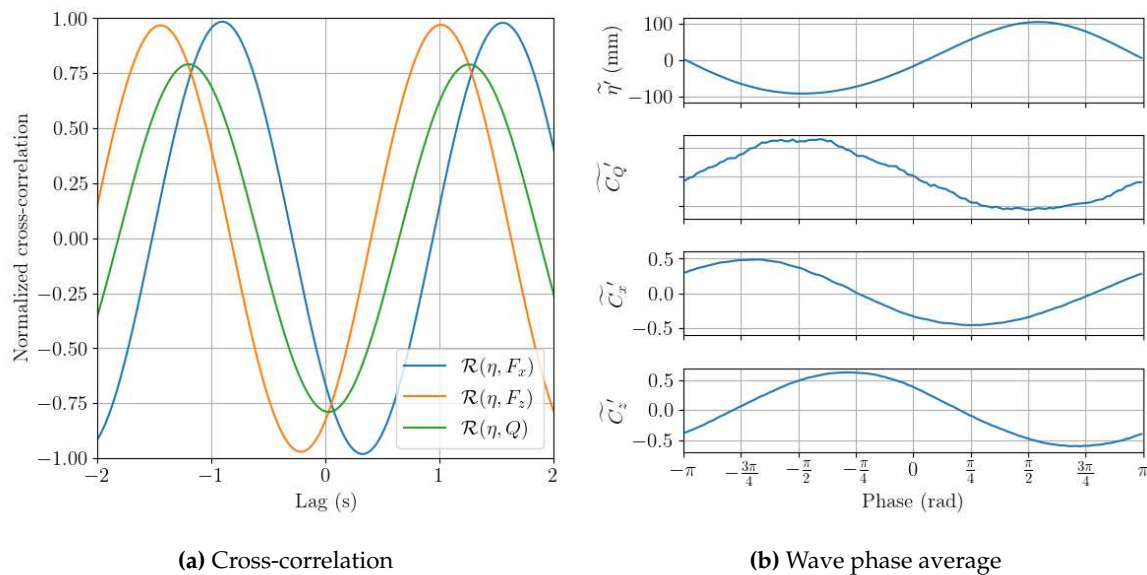 1.00
0.75
0.50
0.25
0.00
−0.25
−0.50
−0.75
−1.00
Normalized cross-correlation
−2 −1 0 1 2
Lag (s)
R(η, F_x)
R(η, F_z)
R(η, Q)
(a) Cross-correlation
100
0
−100
η̃′ (mm)
C̃_Q′
0.5
0.0
−0.5
C̃_x′
0.5
0.0
−0.5
C̃_z′
−π −3π/4 −π/2 −π/4 0 π/4 π/2 3π/4 π
Phase (rad)
(b) Wave phase average